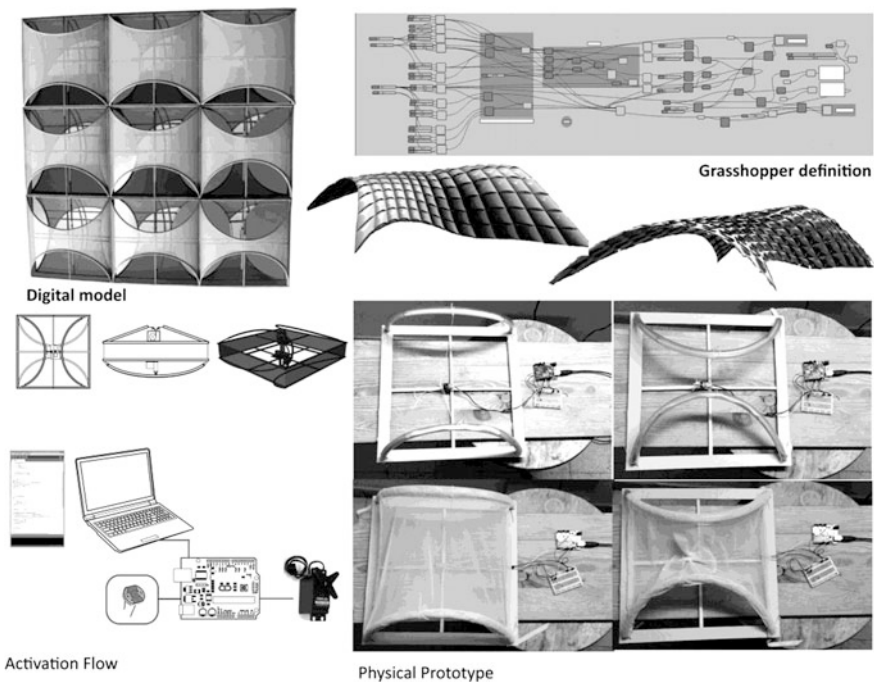 Grasshopper definition
Digital model
Activation Flow
Physical Prototype